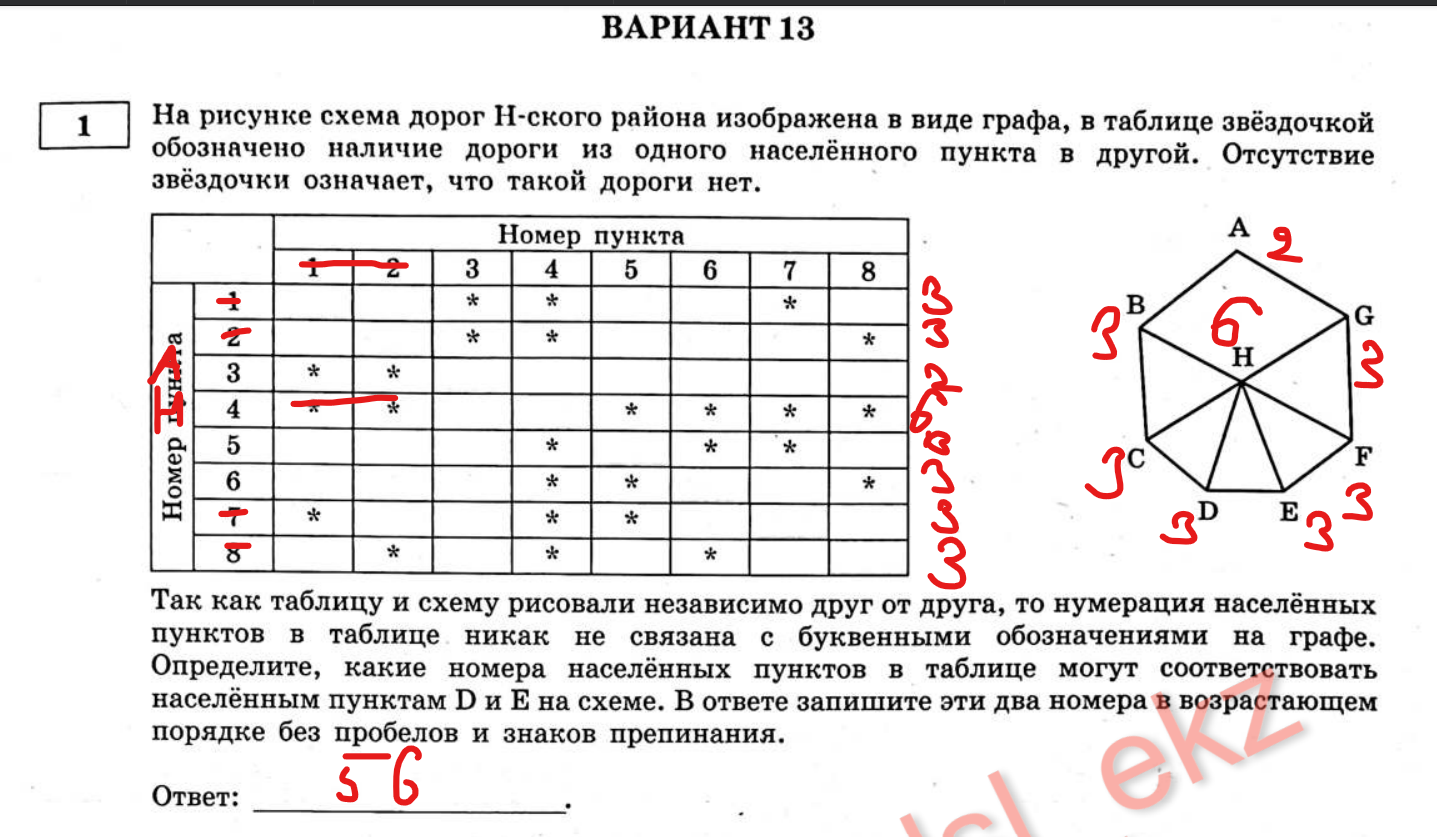 ВАРИАНТ 13
1
На рисунке схема дорог Н-ского района изображена в виде графа, в таблице звёздочкой
обозначено наличие дороги из одного населённого пункта в другой. Отсутствие
звёздочки означает, что такой дороги нет.
Номер пункта
1 2 3 4 5 6 7 8
Номер пункта
1 * * * 3
2 * * * 3
3 * * 2
4 * * * * * * 6
5 * * * 3
6 * * * 3
7 * * * 3
8 * * * 3
A
H
A 2
B 3
6
G 3
H
C 3
F 3
D 3
E 3
Так как таблицу и схему рисовали независимо друг от друга, то нумерация населённых
пунктов в таблице никак не связана с буквенными обозначениями на графе.
Определите, какие номера населённых пунктов в таблице могут соответствовать
населённым пунктам D и E на схеме. В ответе запишите эти два номера в возрастающем
порядке без пробелов и знаков препинания.
Ответ: 56.
ekz